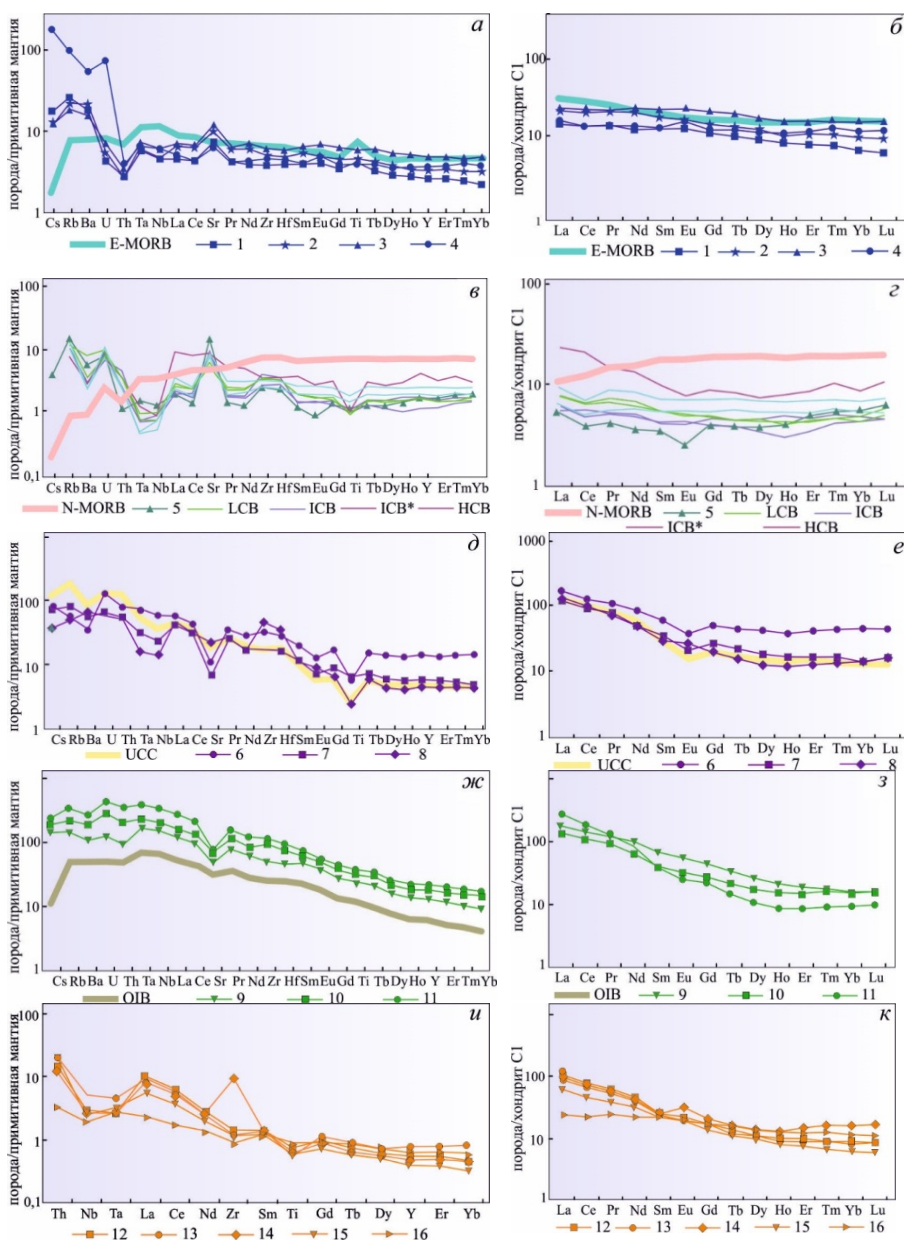 а
порода/примитивная мантия
100
10
1
Cs Rb Ba U Th Ta Nb La Ce Sr Pr Nd Zr Hf Sm Eu Gd Ti Tb Dy Ho Y Er Tm Yb
E-MORB 1 2 3 4
б
порода/хондрит C1
100
10
1
La Ce Pr Nd Sm Eu Gd Tb Dy Ho Er Tm Yb Lu
E-MORB 1 2 3 4
в
порода/примитивная мантия
100
10
1
0,1
Cs Rb Ba U Th Ta Nb La Ce Sr Pr Nd Zr Hf Sm Eu Gd Ti Tb Dy Ho Y Er Tm Yb
N-MORB 5 LCB ICB ICB* HCB
г
порода/хондрит C1
100
10
1
La Ce Pr Nd Sm Eu Gd Tb Dy Ho Er Tm Yb Lu
N-MORB 5 LCB ICB
ICB* HCB
д
порода/примитивная мантия
100
10
1
Cs Rb Ba U Th Ta Nb La Ce Sr Pr Nd Zr Hf Sm Eu Gd Ti Tb Dy Ho Y Er Tm Yb
UCC 6 7 8
е
порода/хондрит C1
1000
100
10
1
La Ce Pr Nd Sm Eu Gd Tb Dy Ho Er Tm Yb Lu
UCC 6 7 8
ж
порода/примитивная мантия
100
10
1
Cs Rb Ba U Th Ta Nb La Ce Sr Pr Nd Zr Hf Sm Eu Gd Ti Tb Dy Ho Y Er Tm Yb
OIB 9 10 11
з
порода/хондрит C1
100
10
1
La Ce Pr Nd Sm Eu Gd Tb Dy Ho Er Tm Yb Lu
OIB 9 10 11
и
порода/примитивная мантия
100
10
1
0,1
Th Nb Ta La Ce Nd Zr Sm Ti Gd Tb Dy Y Er Yb
12 13 14 15 16
к
порода/хондрит C1
100
10
1
La Ce Pr Nd Sm Eu Gd Tb Dy Ho Er Tm Yb Lu
12 13 14 15 16